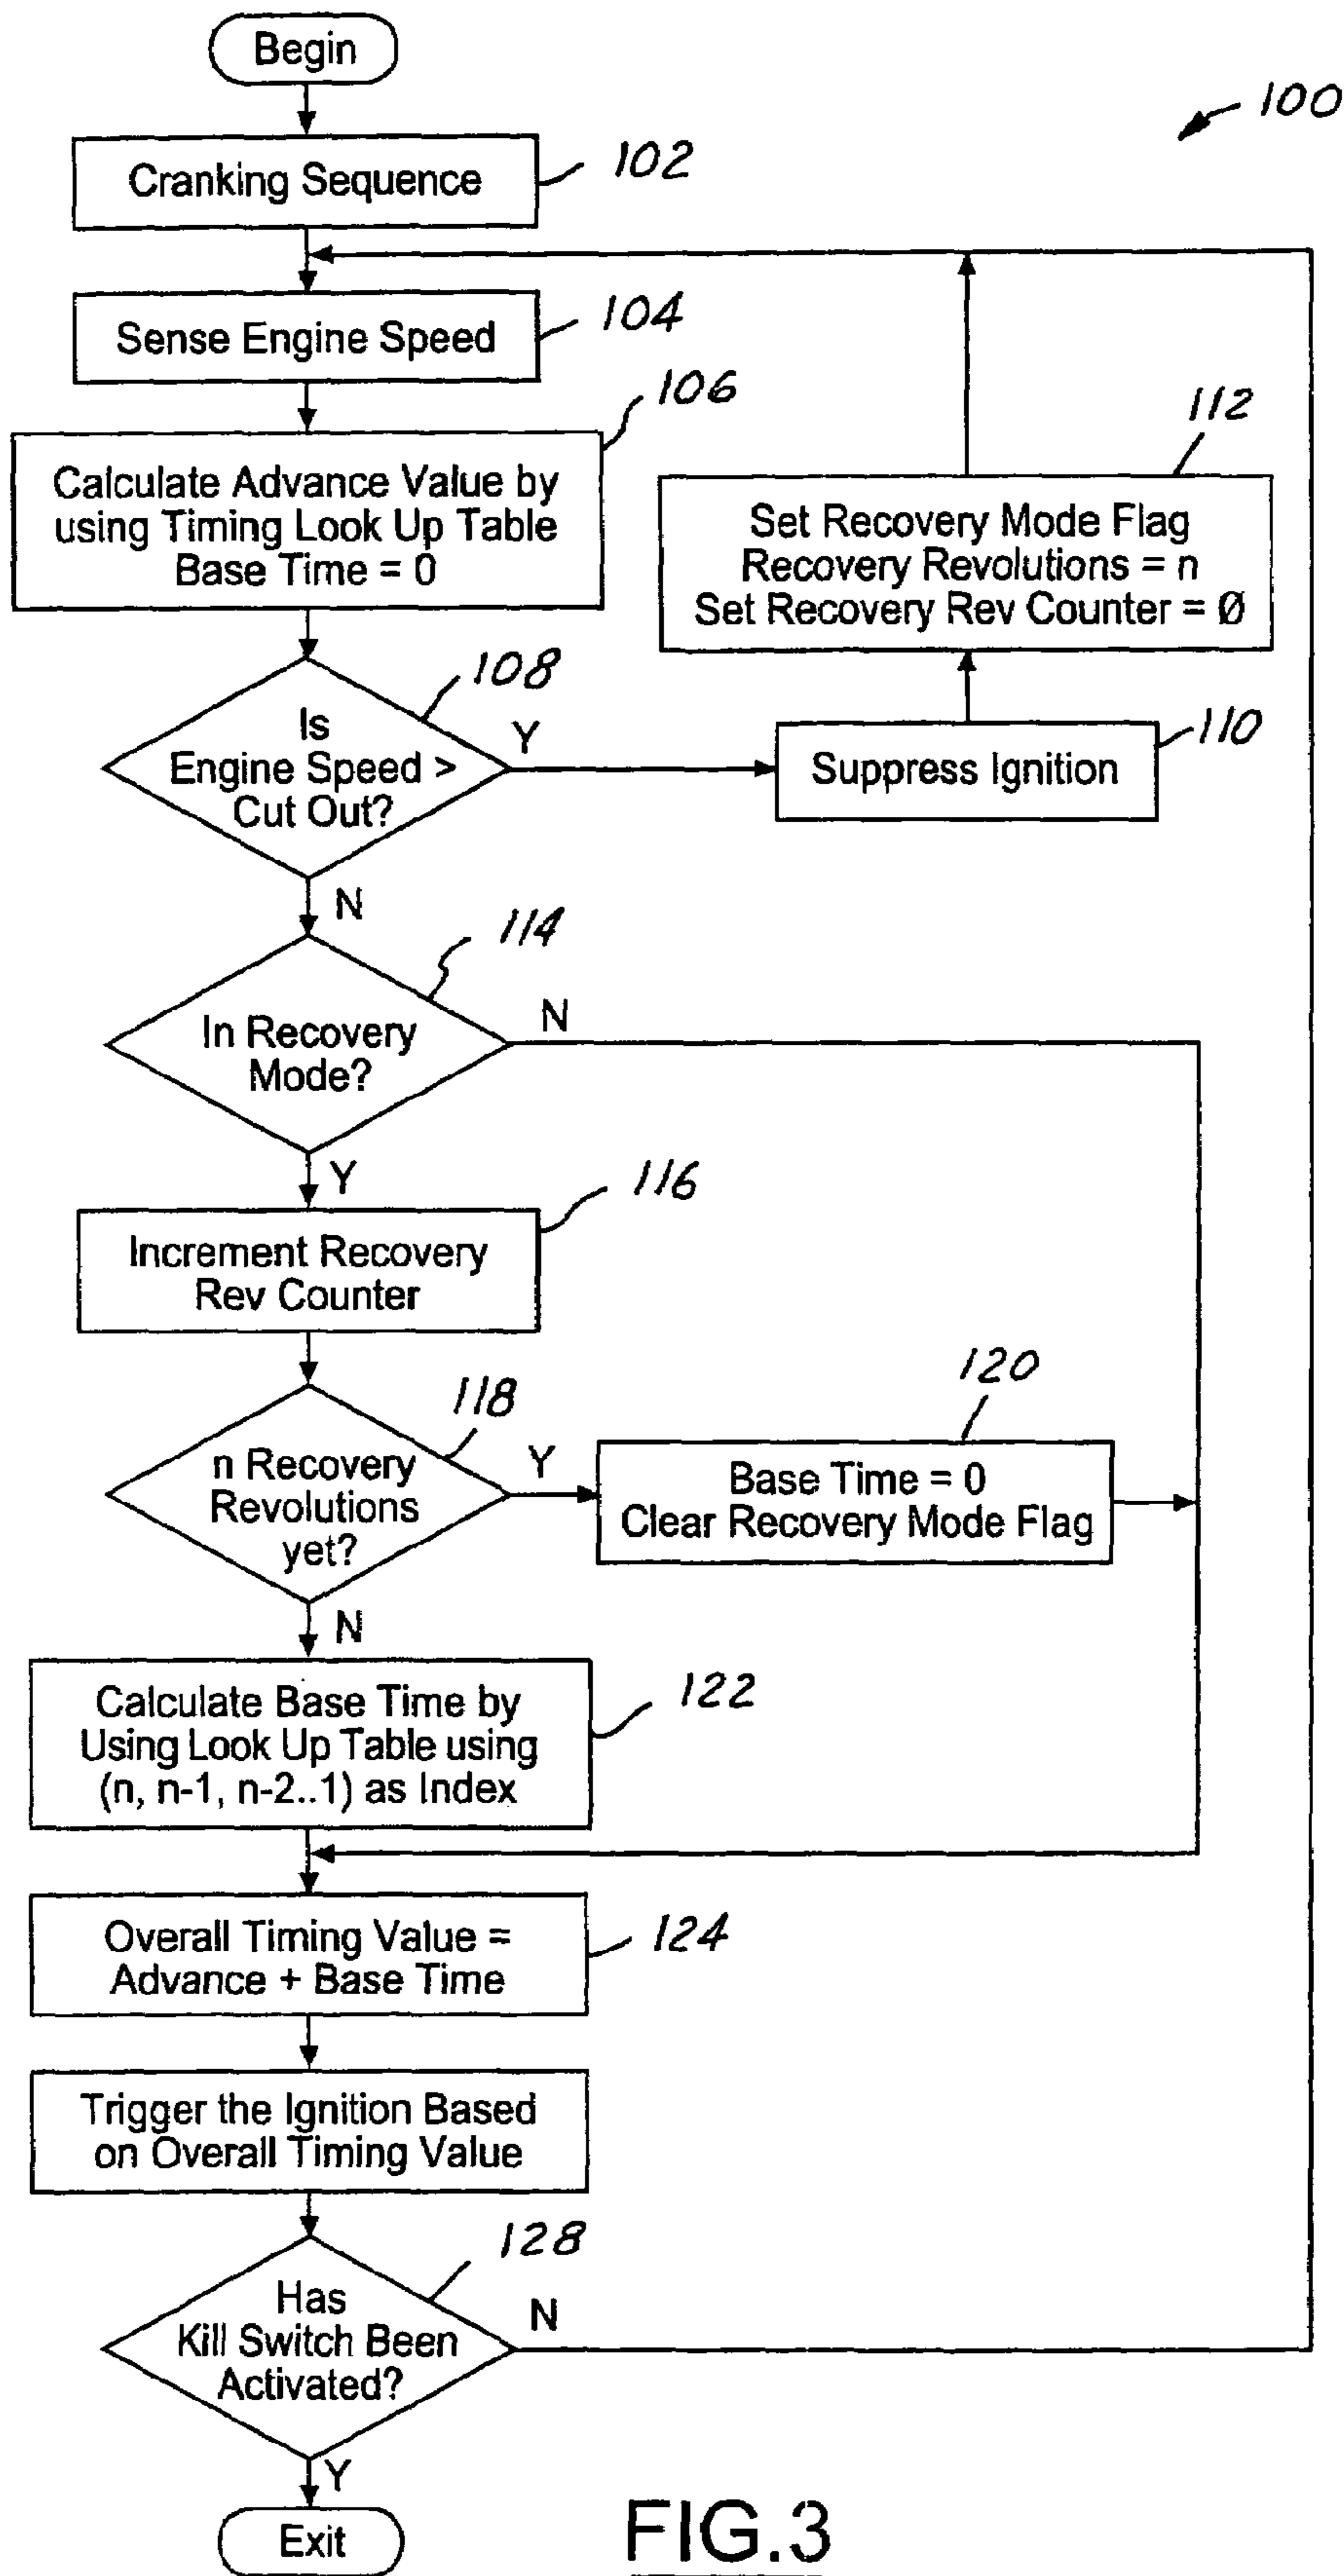 Begin
100
Cranking Sequence
102
Sense Engine Speed
104
106
Calculate Advance Value by
using Timing Look Up Table
Base Time = 0
112
Set Recovery Mode Flag
Recovery Revolutions = n
Set Recovery Rev Counter = Ø
108
Is
Engine Speed >
Cut Out?
Y
Suppress Ignition
110
N
114
In Recovery
Mode?
N
Y
116
Increment Recovery
Rev Counter
118
n Recovery
Revolutions
yet?
Y
120
Base Time = 0
Clear Recovery Mode Flag
N
Calculate Base Time by
Using Look Up Table using
(n, n-1, n-2..1) as Index
122
Overall Timing Value =
Advance + Base Time
124
Trigger the Ignition Based
on Overall Timing Value
128
Has
Kill Switch Been
Activated?
N
Y
Exit
FIG.3